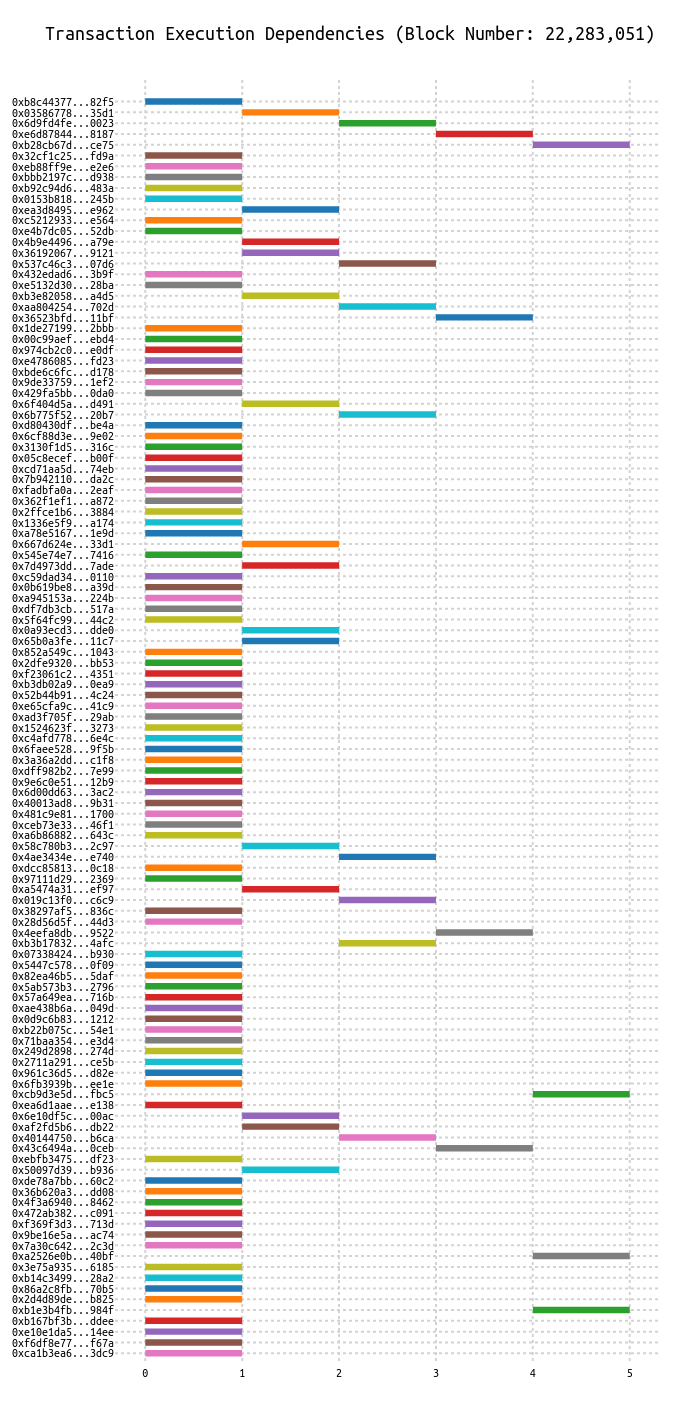 Transaction Execution Dependencies (Block Number: 22,283,051)
0xb8c44377...82f5
0x03586778...35d1
0x6d9fd4fe...0023
0xe6d87844...8187
0xb28cb67d...ce75
0x32cf1c25...fd9a
0xeb88ff9e...e2e6
0xbbb2197c...d938
0xb92c94d6...483a
0x0153b818...245b
0xea3d8495...e962
0xc5212933...e564
0xe4b7dc05...52db
0x4b9e4496...a79e
0x36192067...9121
0x537c46c3...07d6
0x432edad6...3b9f
0xe5132d30...28ba
0xb3e82058...a4d5
0xaa804254...702d
0x36523bfd...11bf
0x1de27199...2bbb
0x00c99aef...ebd4
0x974cb2c0...e0df
0xe4786085...fd23
0xbde6c6fc...d178
0x9de33759...1ef2
0x429fa5bb...0da0
0x6f404d5a...d491
0x6b775f52...20b7
0xd80430df...be4a
0x6cf88d3e...9e02
0x3130f1d5...316c
0x05c8ecef...b00f
0xcd71aa5d...74eb
0x7b942110...da2c
0xfadbfa0a...2eaf
0x362f1ef1...a872
0x2ffce1b6...3884
0x1336e5f9...a174
0xa78e5167...1e9d
0x667d624e...33d1
0x545e74e7...7416
0x7d4973dd...7ade
0xc59dad34...0110
0x0b619be8...a39d
0xa945153a...224b
0xdf7db3cb...517a
0x5f64fc99...44c2
0x0a93ecd3...dde0
0x65b0a3fe...11c7
0x852a549c...1043
0x2dfe9320...bb53
0xf23061c2...4351
0xb3db02a9...0ea9
0x52b44b91...4c24
0xe65cfa9c...41c9
0xad3f705f...29ab
0x1524623f...3273
0xc4afd778...6e4c
0x6faee528...9f5b
0x3a36a2dd...c1f8
0xdff982b2...7e99
0x9e6c0e51...12b9
0x6d00dd63...3ac2
0x40013ad8...9b31
0x481c9e81...1700
0xceb73e33...46f1
0xa6b86882...643c
0x58c780b3...2c97
0x4ae3434e...e740
0xdcc85813...0c18
0x97111d29...2369
0xa5474a31...ef97
0x019c13f0...c6c9
0x38297af5...836c
0x28d56d5f...44d3
0x4eefa8db...9522
0xb3b17832...4afc
0x07338424...b930
0x5447c578...0f09
0x82ea46b5...5daf
0x5ab573b3...2796
0x57a649ea...716b
0xae438b6a...049d
0x0d9c6b83...1212
0xb22b075c...54e1
0x71baa354...e3d4
0x249d2898...274d
0x2711a291...ce5b
0x961c36d5...d82e
0x6fb3939b...ee1e
0xcb9d3e5d...fbc5
0xea6d1aae...e138
0x6e10df5c...00ac
0xaf2fd5b6...db22
0x40144750...b6ca
0x43c6494a...0ceb
0xebfb3475...df23
0x50097d39...b936
0xde78a7bb...60c2
0x36b620a3...dd08
0x4f3a6940...8462
0x472ab382...c091
0xf369f3d3...713d
0x9be16e5a...ac74
0x7a30c642...2c3d
0xa2526e0b...40bf
0x3e75a935...6185
0xb14c3499...28a2
0x86a2c8fb...70b5
0x2d4d89de...b825
0xb1e3b4fb...984f
0xb167bf3b...ddee
0xe10e1da5...14ee
0xf6df8e77...f67a
0xca1b3ea6...3dc9
0 1 2 3 4 5